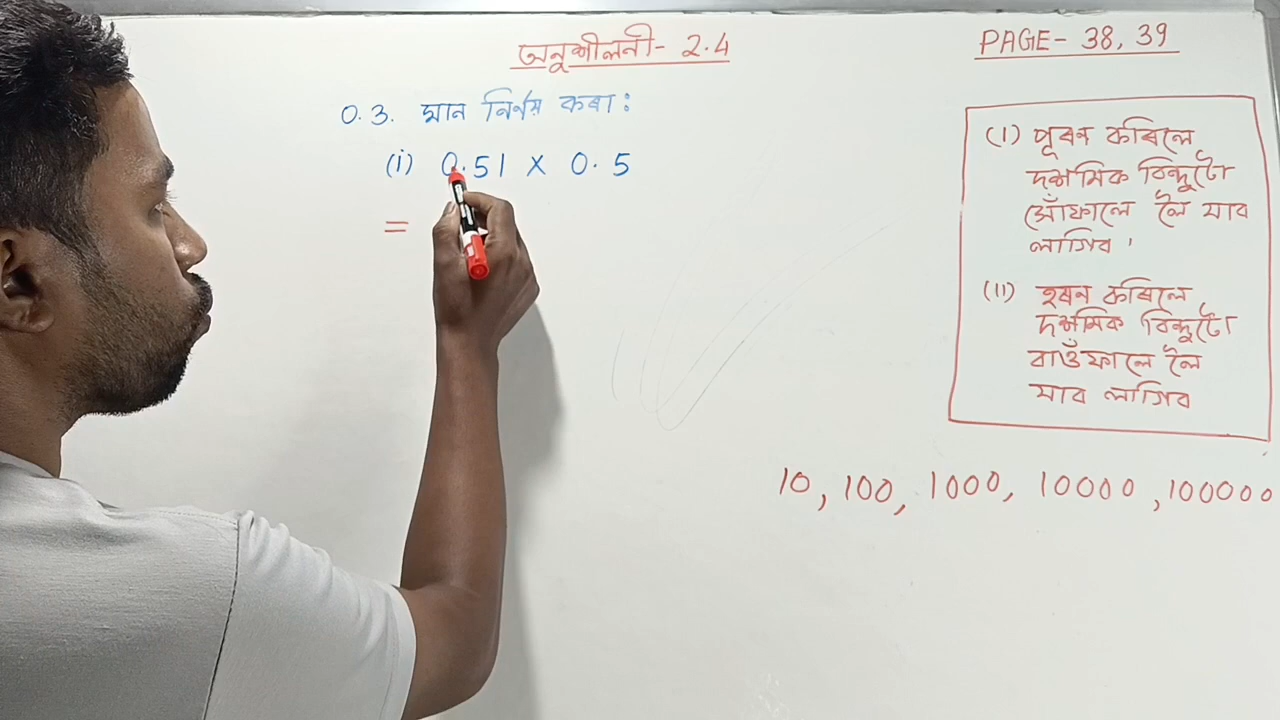 অনুশীলনী- 2.4
PAGE- 38, 39
0.3. মান নিৰ্ণয় কৰা :
(i) 0.51 x 0.5
=
(I) পূৰণ কৰিলে
দশমিক বিন্দুটো
সোঁফালে লৈ যাব
লাগিব ।
(II) হৰণ কৰিলে
দশমিক বিন্দুটো
বাওঁফালে লৈ
যাব লাগিব
10, 100, 1000, 10000, 100000